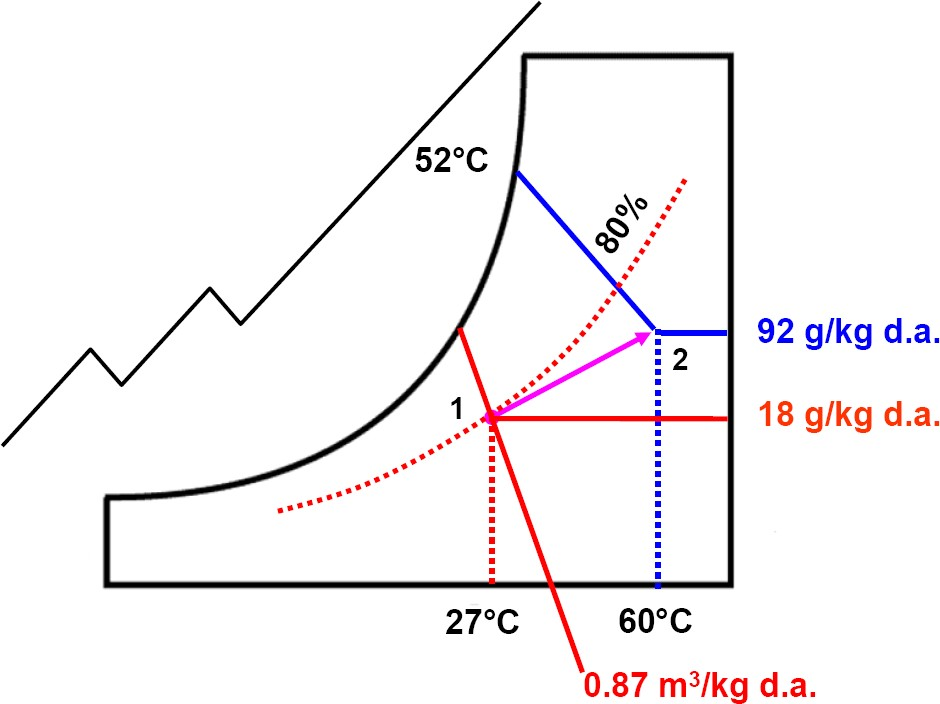 52°C
80%
92 g/kg d.a.
2
1
18 g/kg d.a.
27°C
60°C
0.87 m³/kg d.a.